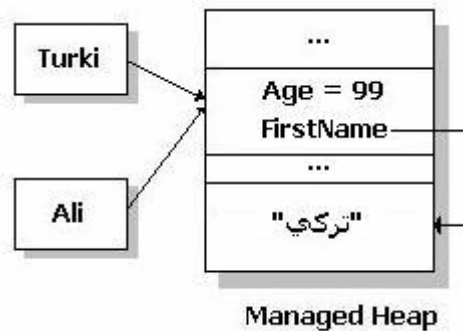 Turki
Ali
...
Age = 99
FirstName
...
"تركي"
Managed Heap